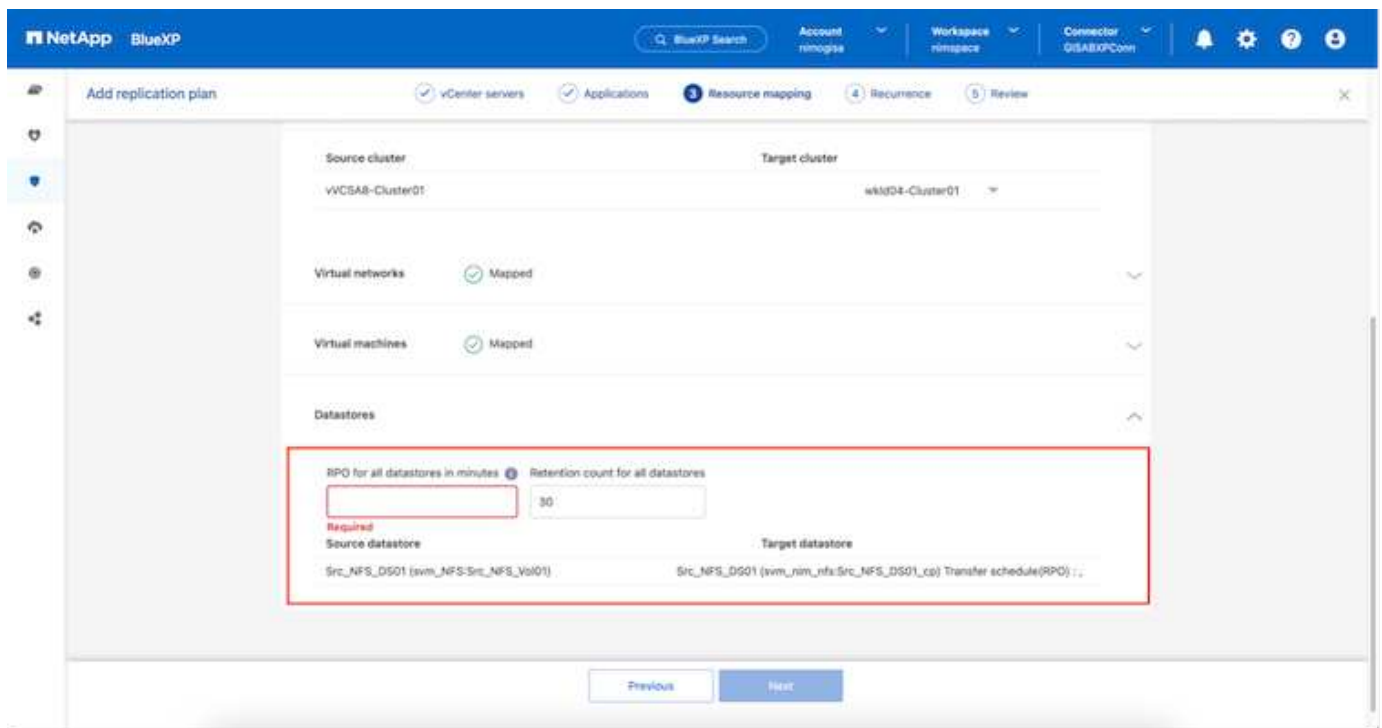 NetApp BlueXP BlueXP Search Account Workspace Connector
nimogisa nimspace GISABXPConn
Add replication plan vCenter servers Applications 3 Resource mapping 4 Recurrence 5 Review
Source cluster Target cluster
vVCSA8-Cluster01 wkld04-Cluster01
Virtual networks Mapped
Virtual machines Mapped
Datastores
RPO for all datastores in minutes Retention count for all datastores
30
Required
Source datastore Target datastore
Src_NFS_DS01 (svm_NFS:Src_NFS_Vol01) Src_NFS_DS01 (svm_nim_nfs:Src_NFS_DS01_cp) Transfer schedule(RPO) : ,
Previous Next